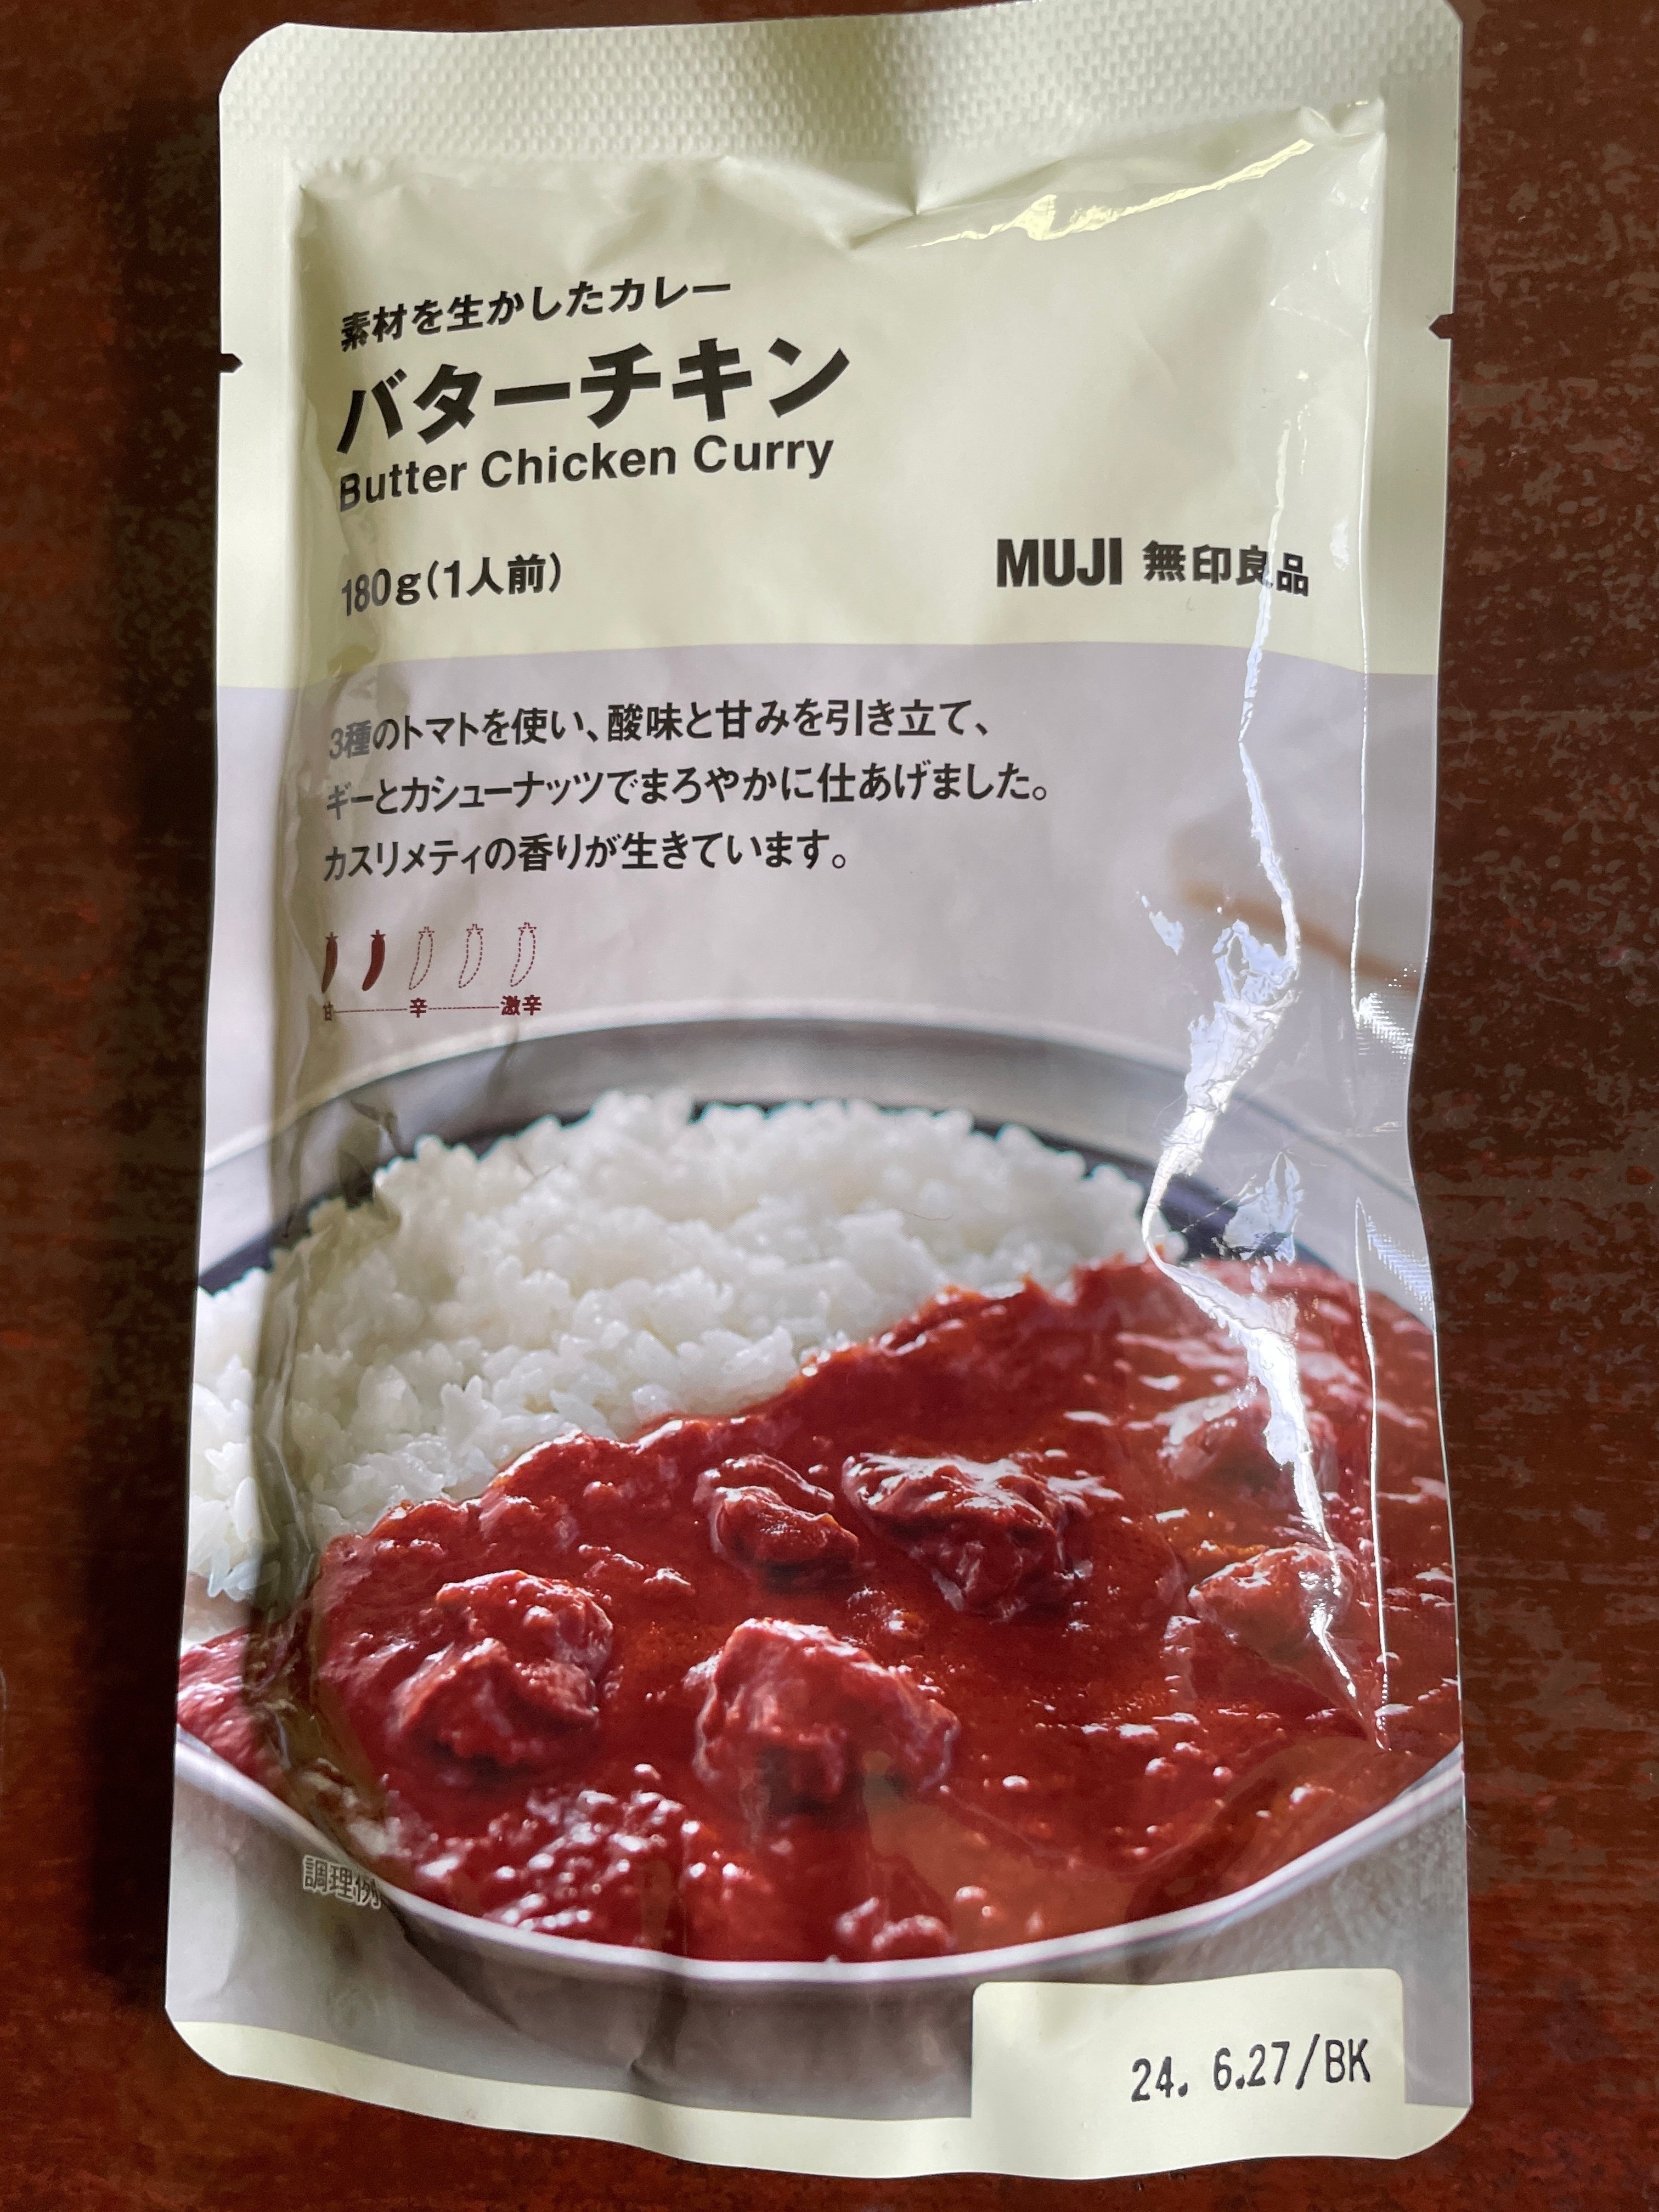 素材を生かしたカレー
バターチキン
Butter Chicken Curry
180g(1人前)
MUJI 無印良品
3種のトマトを使い、酸味と甘みを引き立て、
ギーとカシューナッツでまろやかに仕あげました。
カスリメティの香りが生きています。
甘 辛 激辛
調理例
24. 6.27/BK